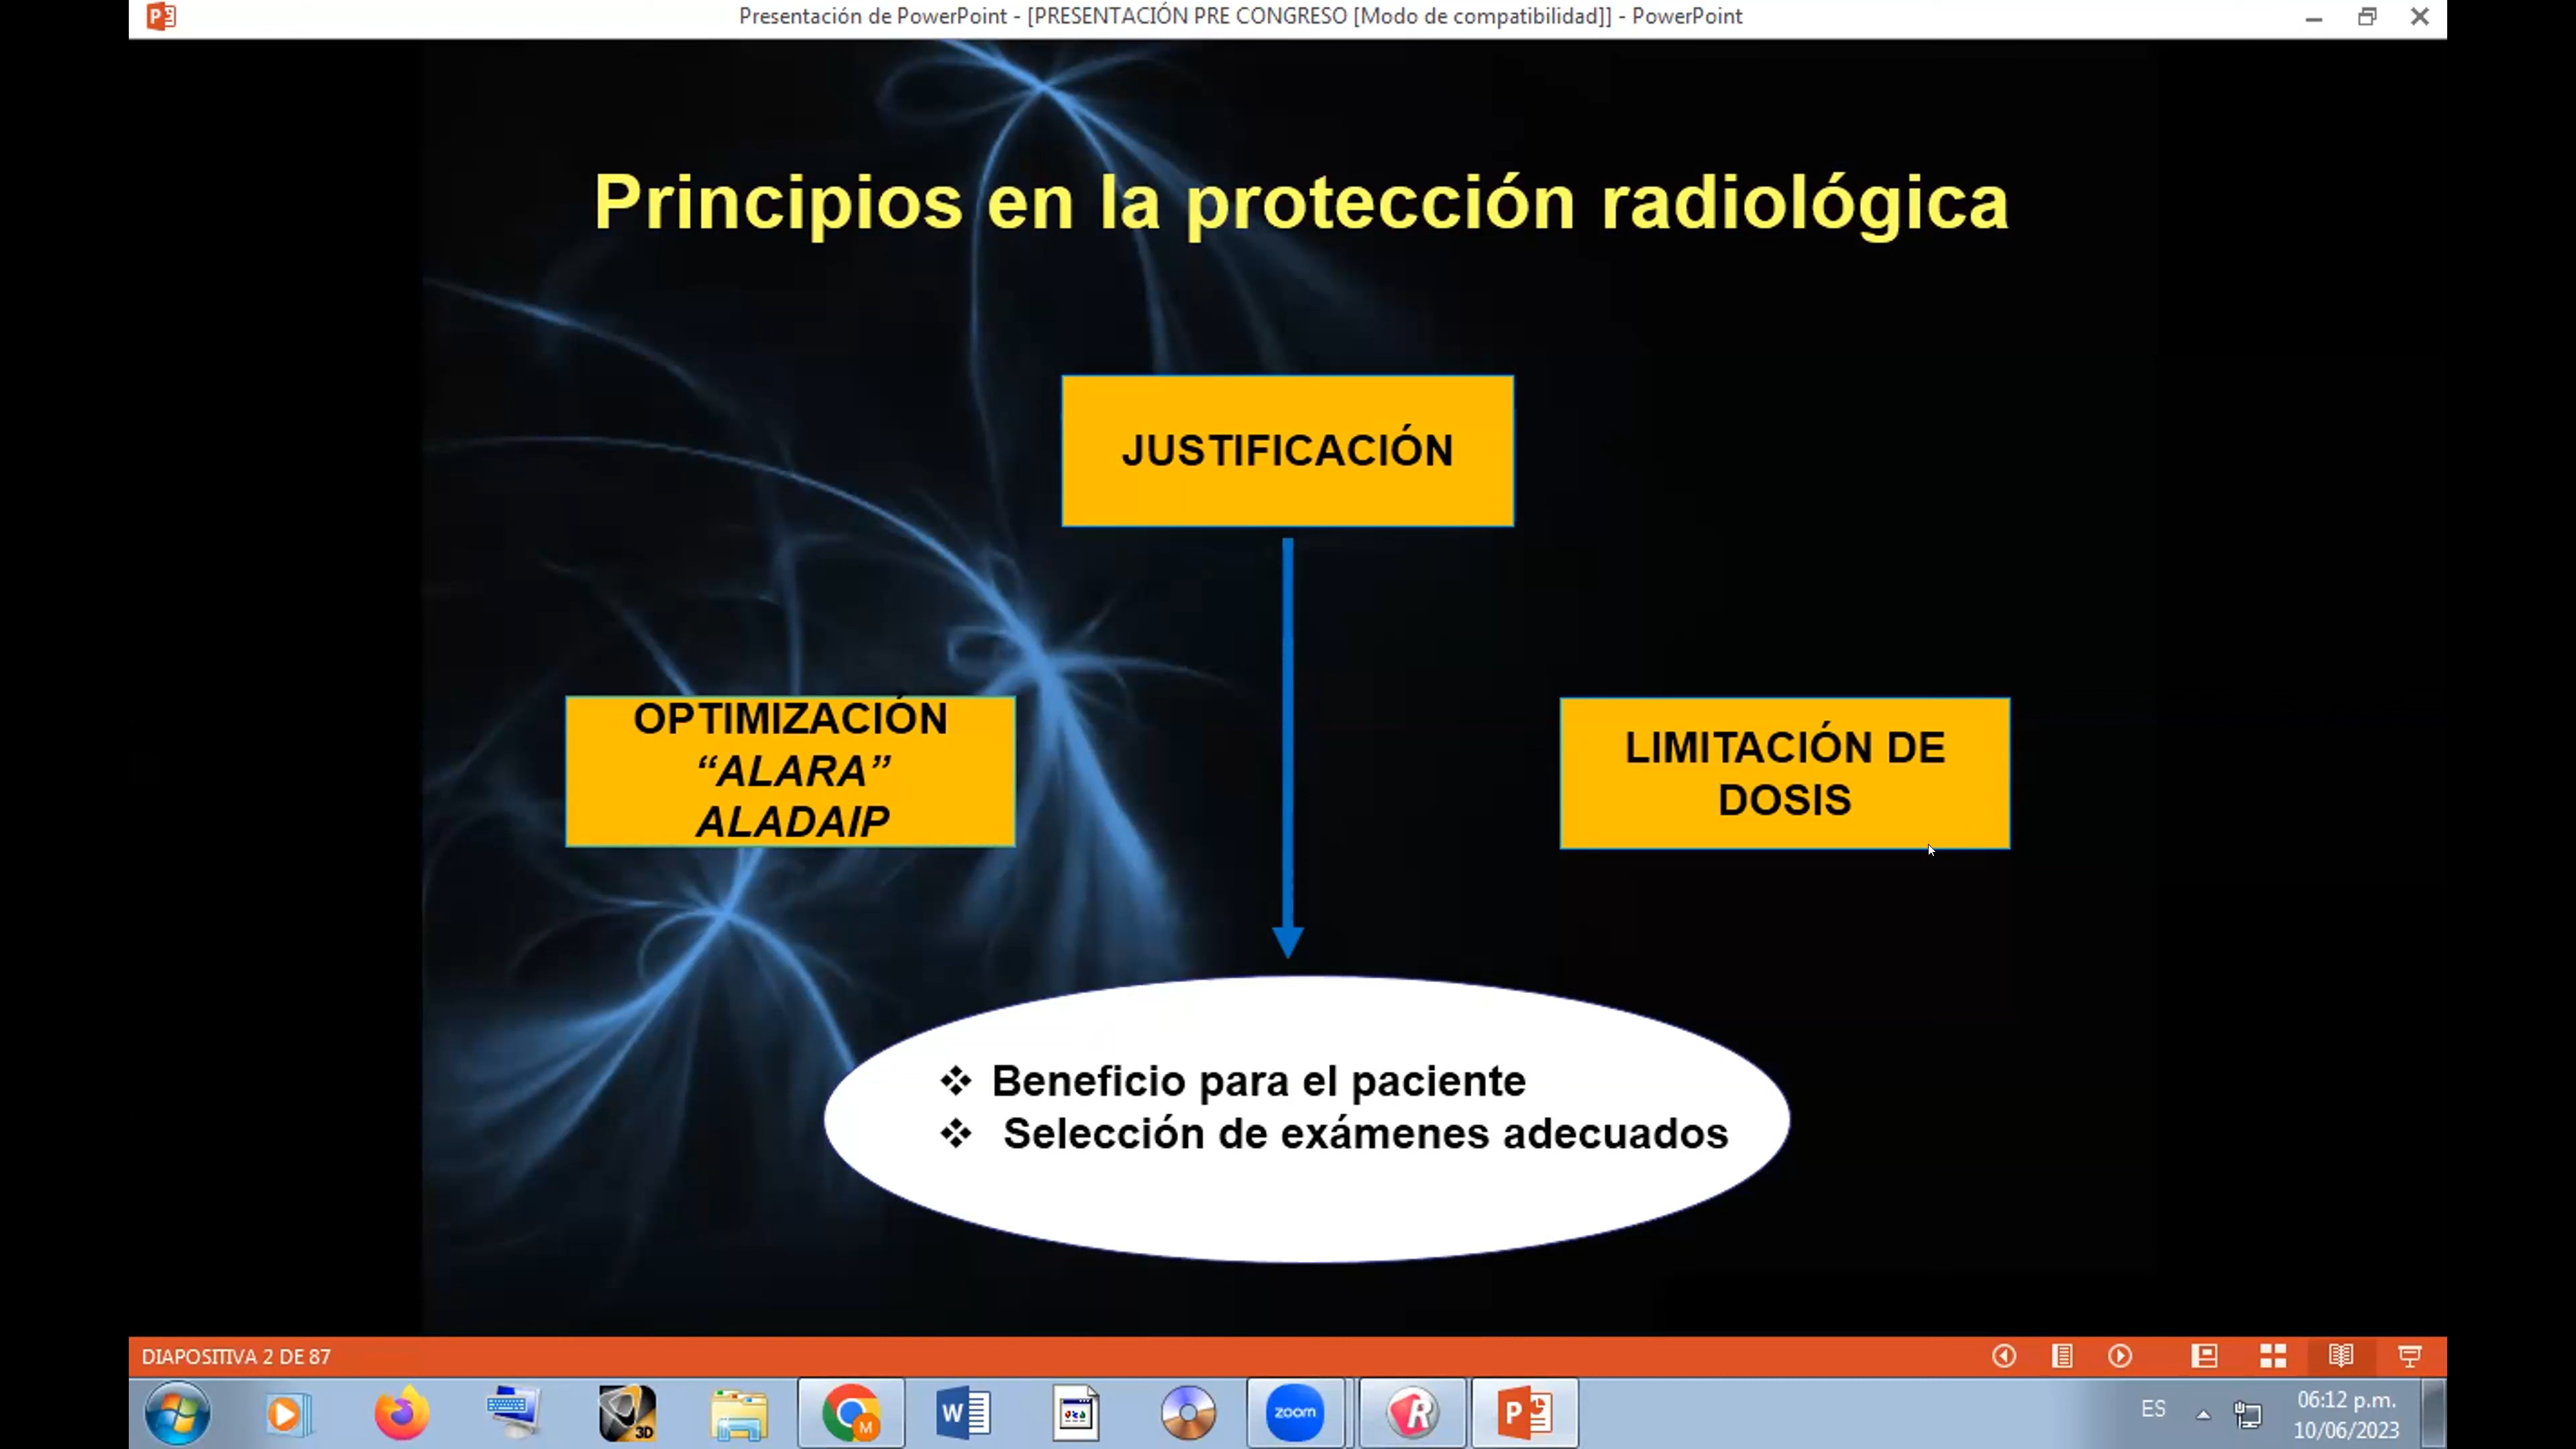 Presentación de PowerPoint - [PRESENTACIÓN PRE CONGRESO [Modo de compatibilidad]] - PowerPoint
Principios en la protección radiológica
JUSTIFICACIÓN
OPTIMIZACIÓN
“ALARA”
ALADAIP
LIMITACIÓN DE
DOSIS
❖ Beneficio para el paciente
❖ Selección de exámenes adecuados
DIAPOSITIVA 2 DE 87
3D
M
W
zoom
R
P
ES
06:12 p.m.
10/06/2023